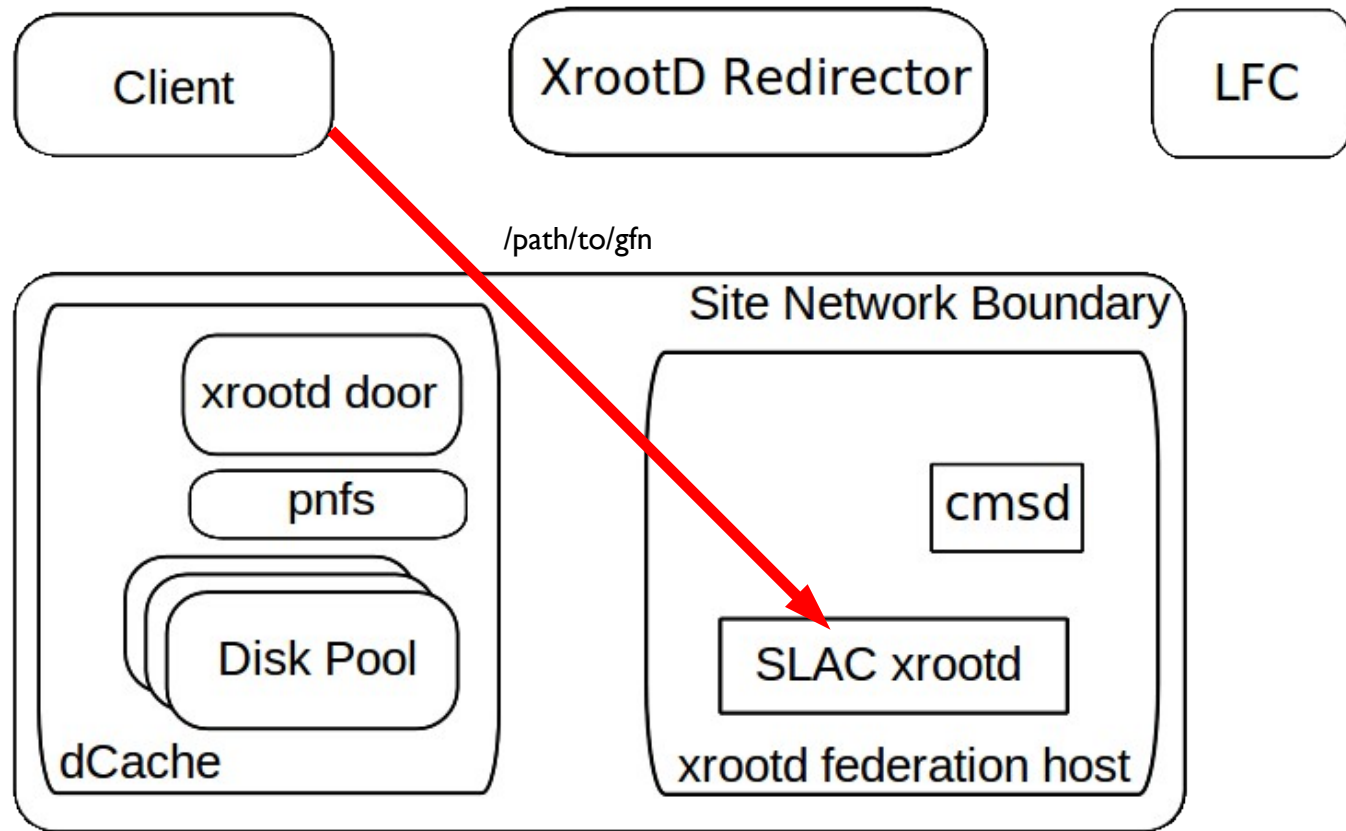 Client
XrootD Redirector
LFC
/path/to/gfn
Site Network Boundary
xrootd door
pnfs
Disk Pool
dCache
cmsd
SLAC xrootd
xrootd federation host